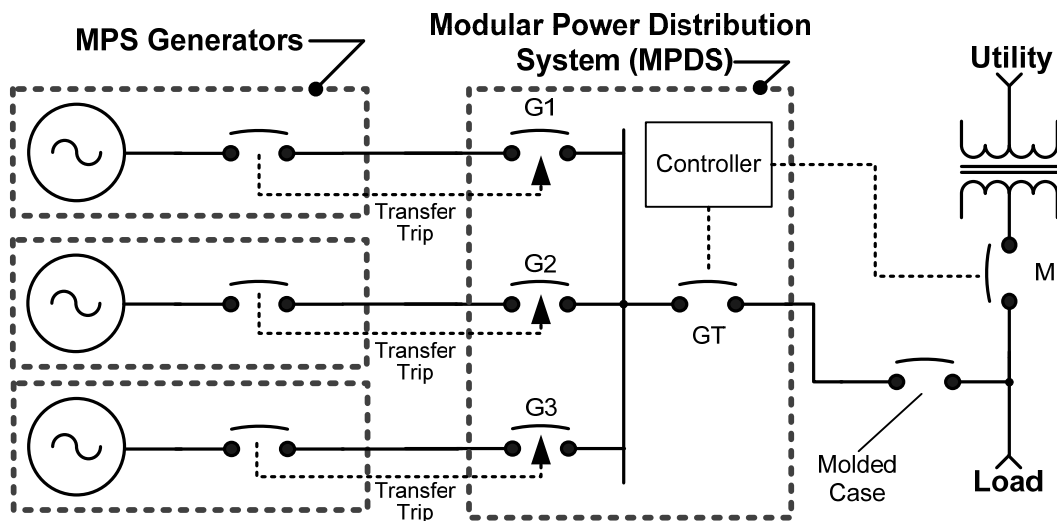 MPS Generators
Modular Power Distribution
System (MPDS)
Utility
G1
Controller
Transfer
Trip
M
G2
GT
Transfer
Trip
G3
Molded
Case
Load
Transfer
Trip